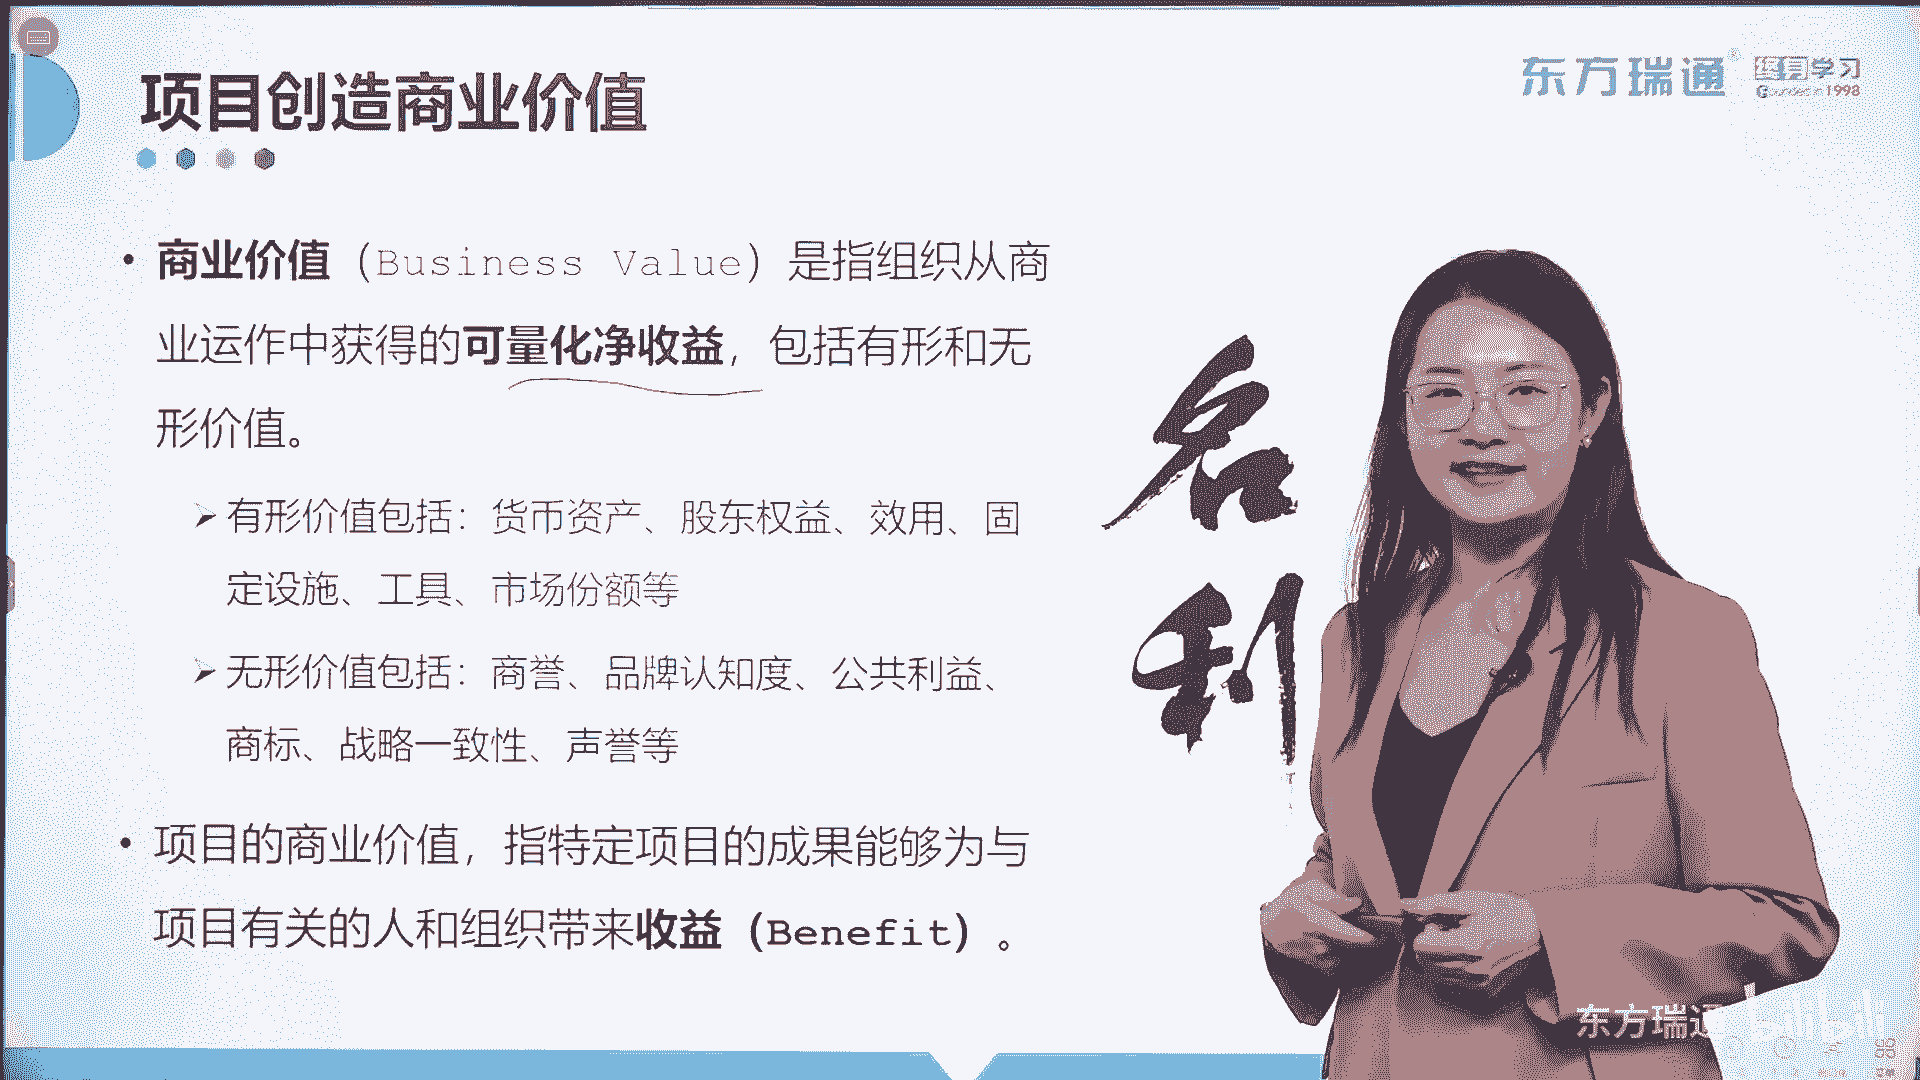 项目创造商业价值
东方瑞通
终身学习
Founded in 1998
• 商业价值（Business Value）是指组织从商
业运作中获得的可量化净收益，包括有形和无
形价值。
➢ 有形价值包括：货币资产、股东权益、效用、固
定设施、工具、市场份额等
➢ 无形价值包括：商誉、品牌认知度、公共利益、
商标、战略一致性、声誉等
• 项目的商业价值，指特定项目的成果能够为与
项目有关的人和组织带来收益（Benefit）。
名
利
东方瑞通
bilibili